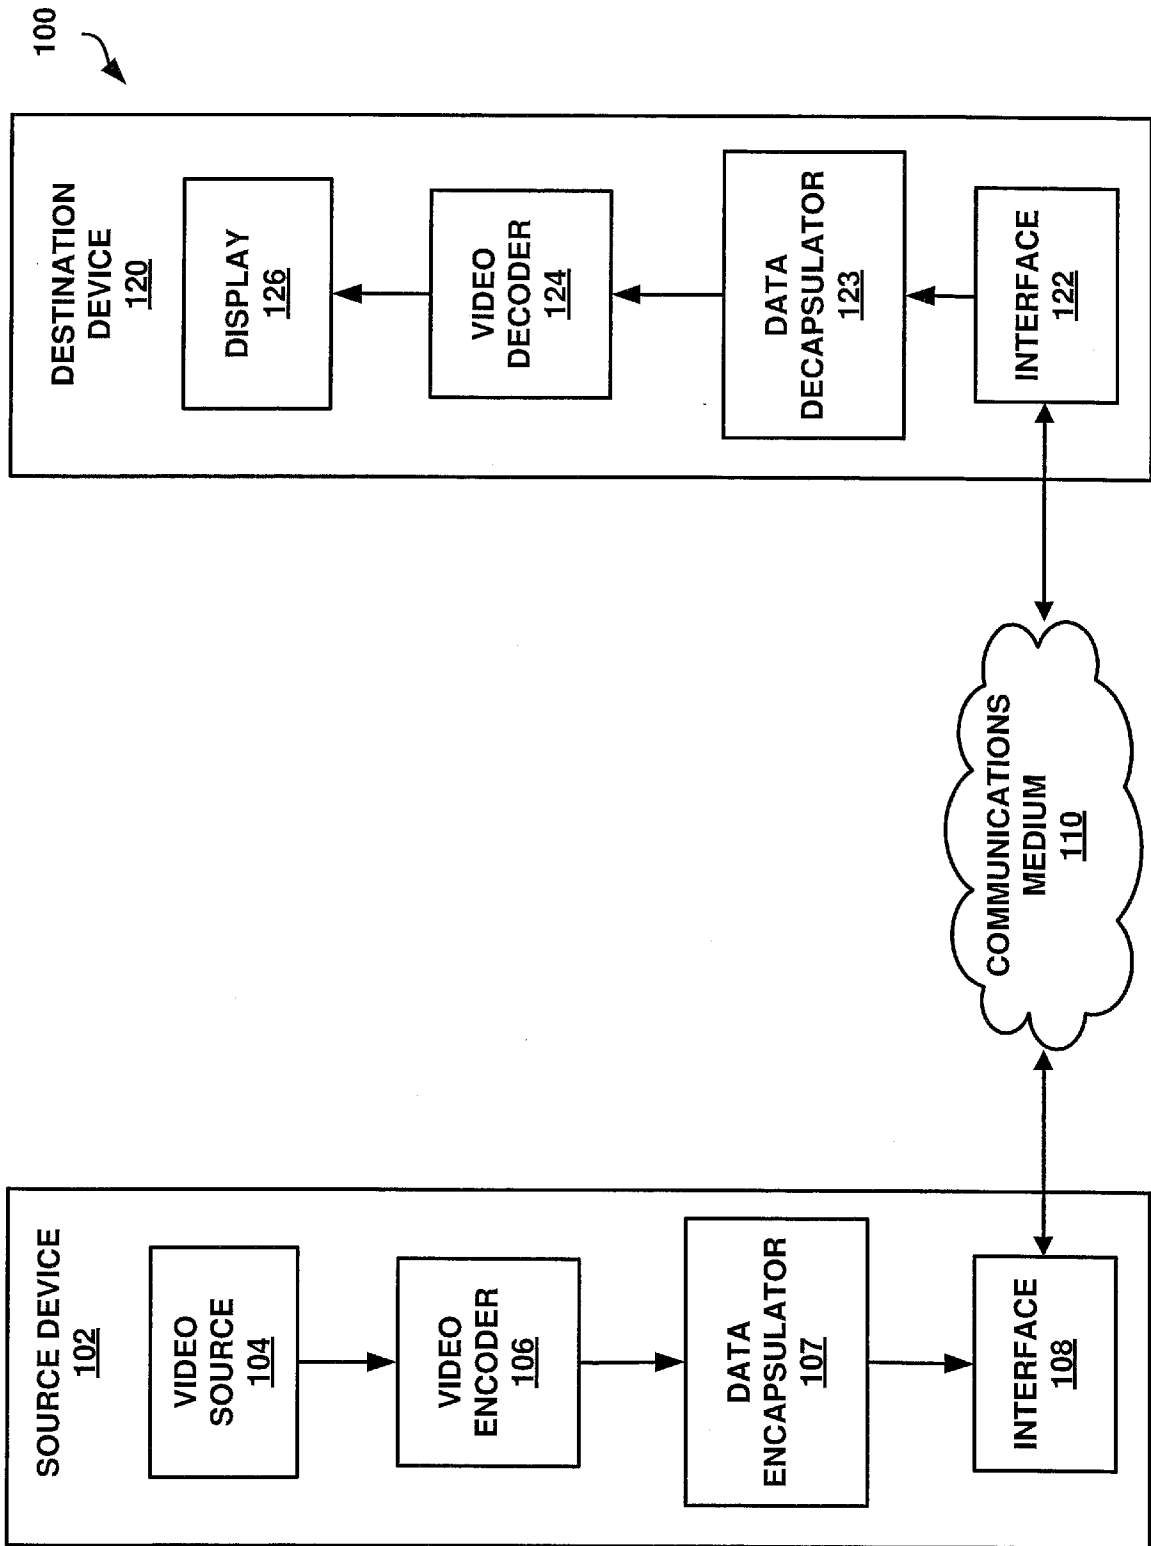 100
SOURCE DEVICE
102
VIDEO
SOURCE
104
VIDEO
ENCODER
106
DATA
ENCAPSULATOR
107
INTERFACE
108
COMMUNICATIONS
MEDIUM
110
DESTINATION
DEVICE
120
DISPLAY
126
VIDEO
DECODER
124
DATA
DECAPSULATOR
123
INTERFACE
122